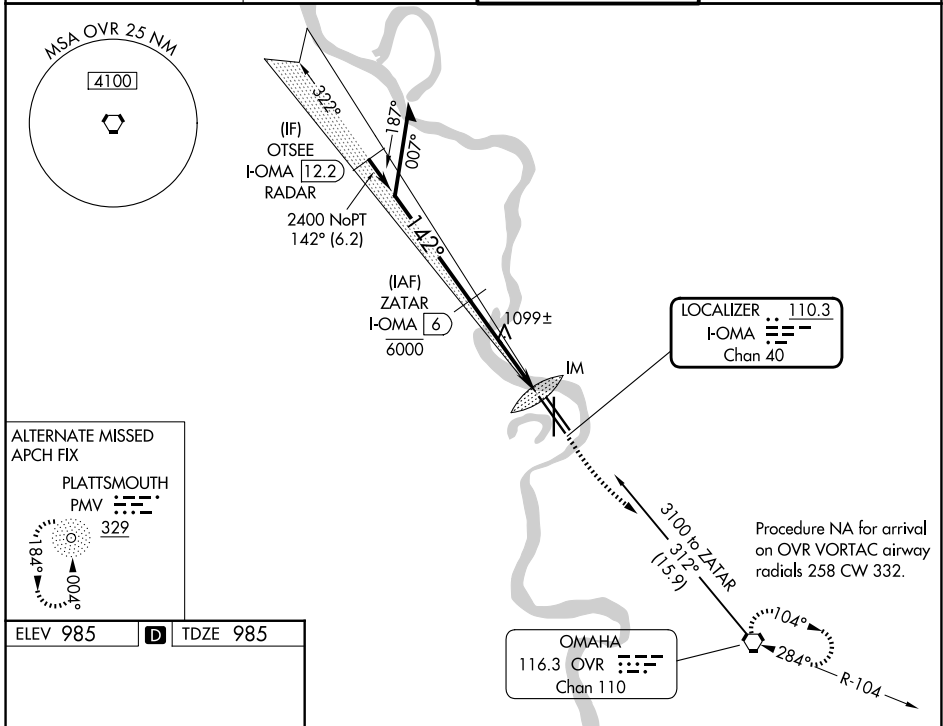 MSA OVR 25 NM
4100
322°
187°
007°
(IF)
OTSEE
I-OMA 12.2
RADAR
2400 NoPT
142° (6.2)
142°
(IAF)
ZATAR
I-OMA 6
6000
1099±
IM
LOCALIZER 110.3
I-OMA
Chan 40
ALTERNATE MISSED
APCH FIX
PLATTSMOUTH
PMV
329
184°
004°
3100 to ZATAR
312°
(15.9)
Procedure NA for arrival
on OVR VORTAC airway
radials 258 CW 332.
104°
284°
R-104
OMAHA
116.3 OVR
Chan 110
ELEV 985 D TDZE 985